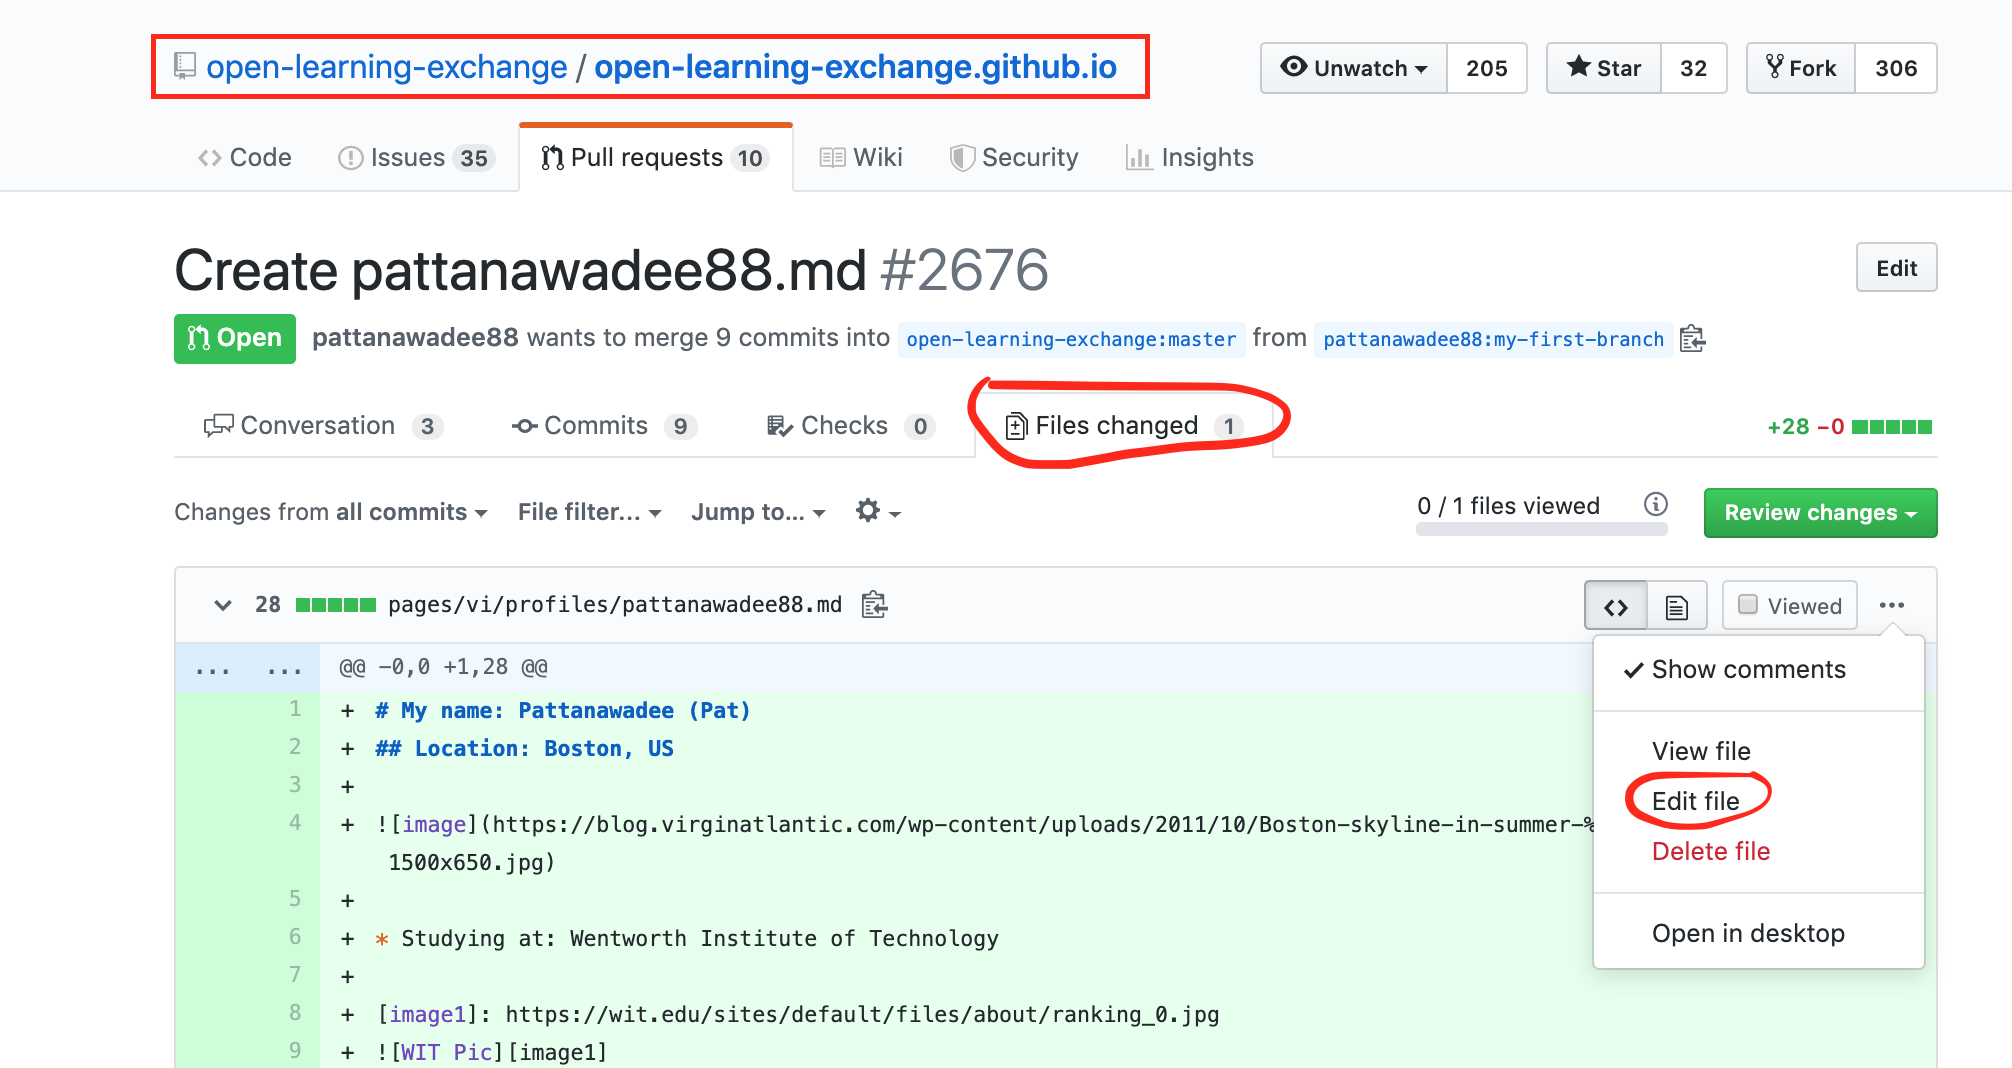 open-learning-exchange / open-learning-exchange.github.io
Unwatch 205 Star 32 Fork 306
Code Issues 35 Pull requests 10 Wiki Security Insights
Create pattanawadee88.md #2676
Edit
Open pattanawadee88 wants to merge 9 commits into open-learning-exchange:master from pattanawadee88:my-first-branch
Conversation 3 Commits 9 Checks 0 Files changed 1 +28 −0
Changes from all commits File filter... Jump to... 0 / 1 files viewed Review changes
28 pages/vi/profiles/pattanawadee88.md <> Viewed ...
... ... @@ -0,0 +1,28 @@
1 + # My name: Pattanawadee (Pat)
2 + ## Location: Boston, US
3 +
4 + ![image](https://blog.virginatlantic.com/wp-content/uploads/2011/10/Boston-skyline-in-summer-%
1500x650.jpg)
5 +
6 + * Studying at: Wentworth Institute of Technology
7 +
8 + [image1]: https://wit.edu/sites/default/files/about/ranking_0.jpg
9 + ![WIT Pic][image1]
Show comments
View file
Edit file
Delete file
Open in desktop